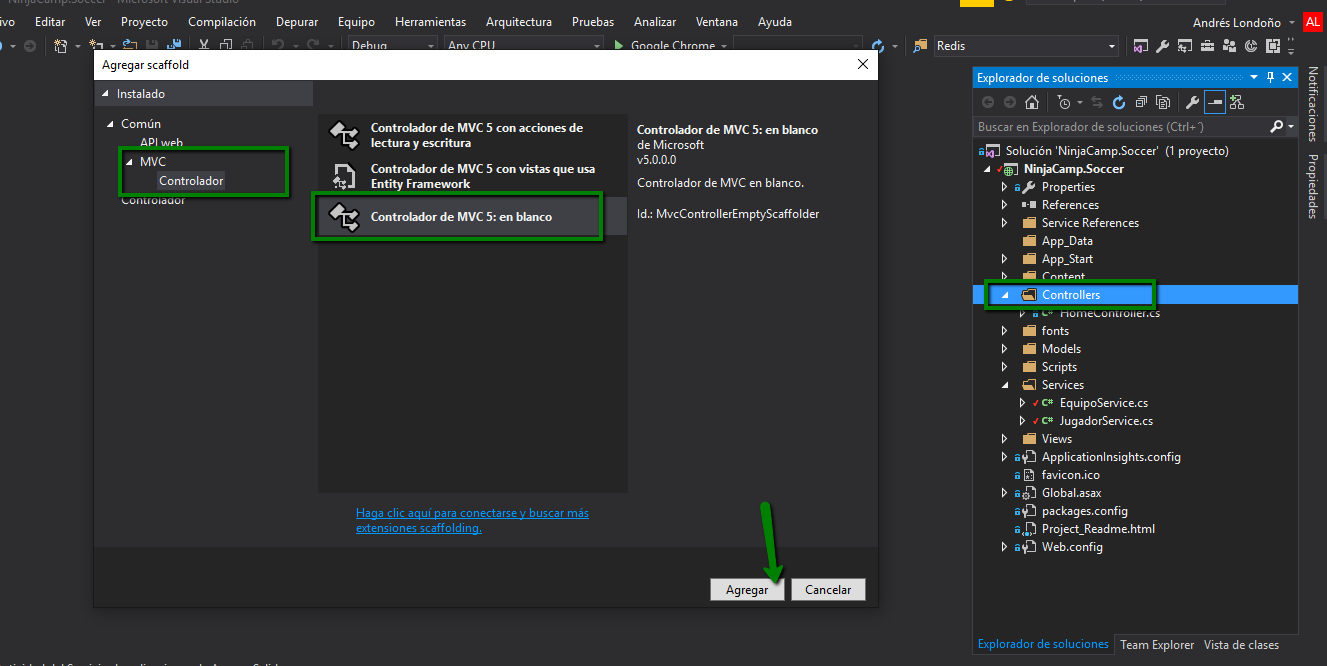 NinjaCamp.Soccer - Microsoft Visual Studio
ivo Editar Ver Proyecto Compilación Depurar Equipo Herramientas Arquitectura Pruebas Analizar Ventana Ayuda
Andrés Londoño AL
Debug Any CPU Google Chrome Redis
Agregar scaffold
Instalado
Común
API web
MVC
Controlador
Controlador
Controlador de MVC 5 con acciones de
lectura y escritura
Controlador de MVC 5 con vistas que usa
Entity Framework
Controlador de MVC 5: en blanco
Haga clic aquí para conectarse y buscar más
extensiones scaffolding.
Controlador de MVC 5: en blanco
de Microsoft
v5.0.0.0
Controlador de MVC en blanco.
Id.: MvcControllerEmptyScaffolder
Agregar Cancelar
Explorador de soluciones
Buscar en Explorador de soluciones (Ctrl+´)
Solución 'NinjaCamp.Soccer' (1 proyecto)
NinjaCamp.Soccer
Properties
References
Service References
App_Data
App_Start
Content
Controllers
C# HomeController.cs
fonts
Models
Scripts
Services
C# EquipoService.cs
C# JugadorService.cs
Views
ApplicationInsights.config
favicon.ico
Global.asax
packages.config
Project_Readme.html
Web.config
Explorador de soluciones Team Explorer Vista de clases
Notificaciones
Propiedades